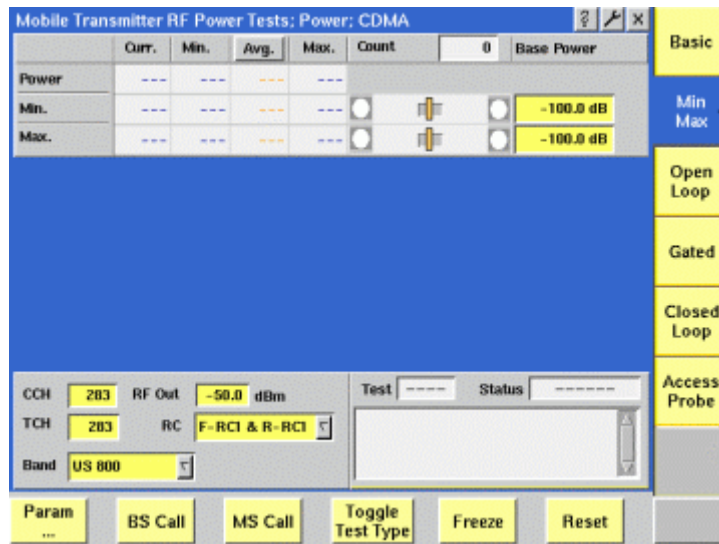 Mobile Transmitter RF Power Tests; Power; CDMA ? x
Curr. Min. Avg. Max. Count 0 Base Power
Power --- --- --- ---
Min. --- --- --- --- -100.0 dB
Max. --- --- --- --- -100.0 dB
Basic
Min
Max
Open
Loop
Gated
Closed
Loop
Access
Probe
CCH 283 RF Out -50.0 dBm
TCH 283 RC F-RC1 & R-RC1
Band US 800
Test ---- Status ------
Param
...
BS Call
MS Call
Toggle
Test Type
Freeze
Reset